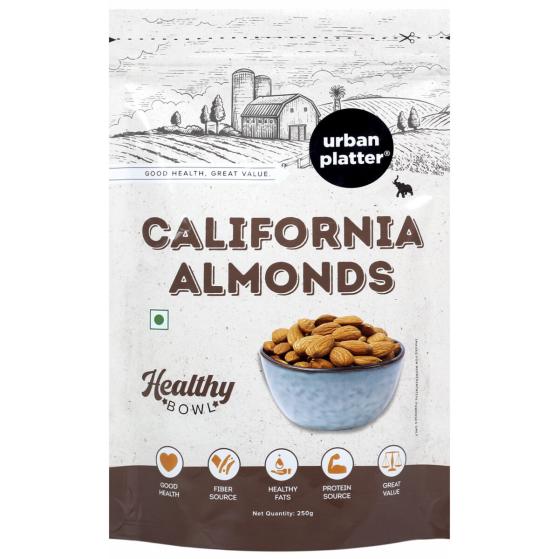 urban
platter®
GOOD HEALTH, GREAT VALUE.
CALIFORNIA
ALMONDS
Healthy
BOWL
GOOD
HEALTH
FIBER
SOURCE
HEALTHY
FATS
PROTEIN
SOURCE
GREAT
VALUE
Net Quantity: 250g